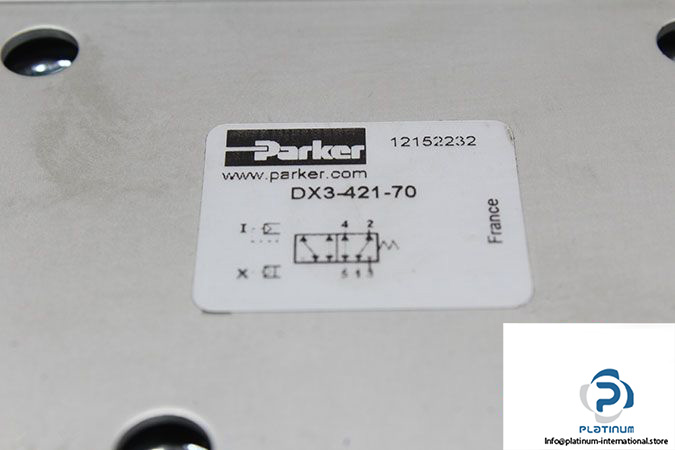 Parker 12152232
www.parker.com
DX3-421-70
4 2
I
X
5 1 3
France
PLATINUM
Info@platinum-international.store